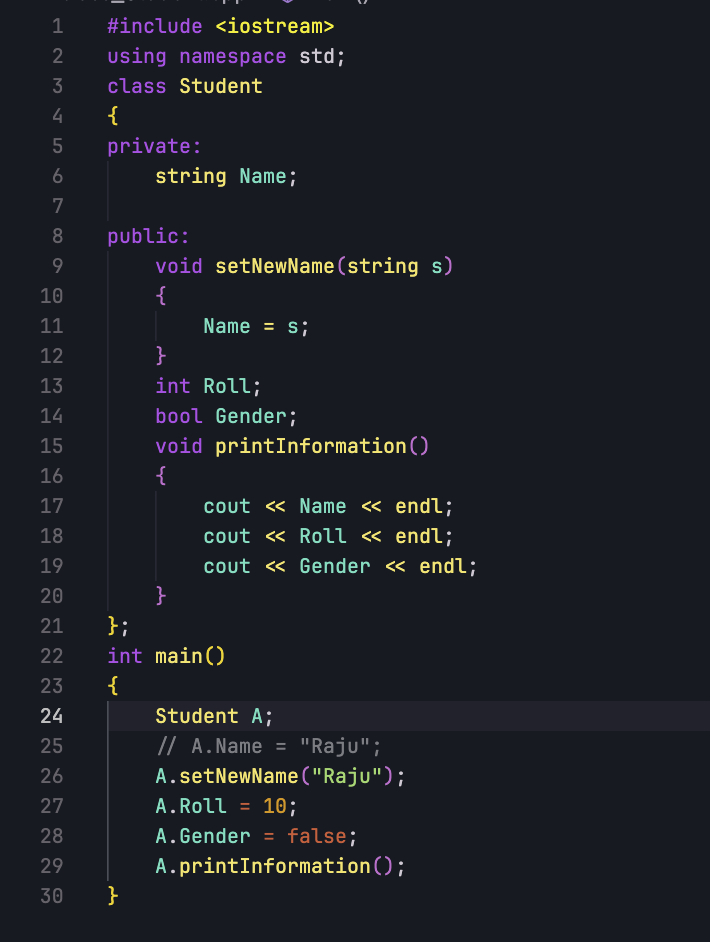 1 #include <iostream>
2 using namespace std;
3 class Student
4 {
5 private:
6     string Name;
7
8 public:
9     void setNewName(string s)
10     {
11         Name = s;
12     }
13     int Roll;
14     bool Gender;
15     void printInformation()
16     {
17         cout << Name << endl;
18         cout << Roll << endl;
19         cout << Gender << endl;
20     }
21 };
22 int main()
23 {
24     Student A;
25     // A.Name = "Raju";
26     A.setNewName("Raju");
27     A.Roll = 10;
28     A.Gender = false;
29     A.printInformation();
30 }